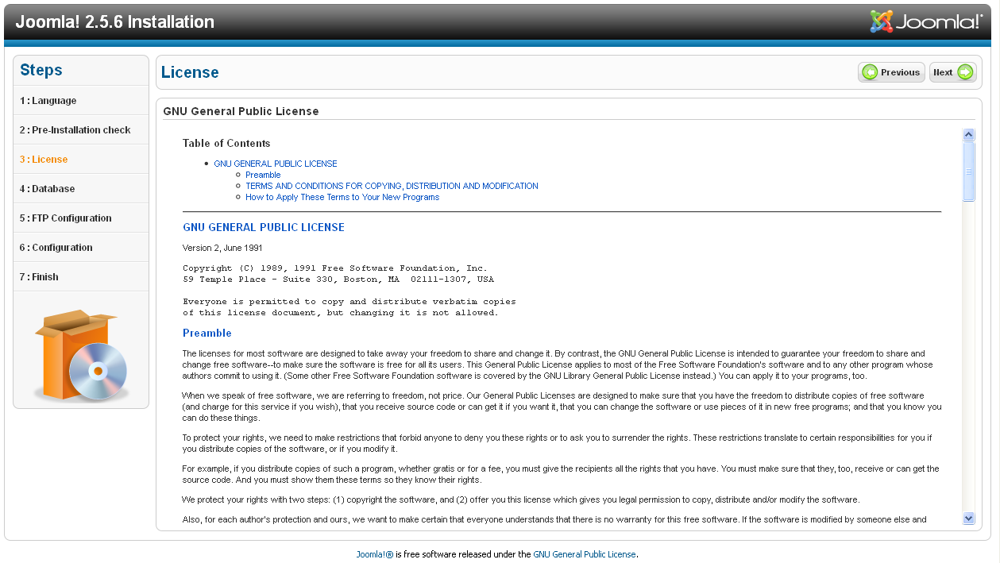 Joomla! 2.5.6 Installation
Joomla!
Steps
1 : Language
2 : Pre-Installation check
3 : License
4 : Database
5 : FTP Configuration
6 : Configuration
7 : Finish
License
Previous
Next
GNU General Public License
Table of Contents
GNU GENERAL PUBLIC LICENSE
Preamble
TERMS AND CONDITIONS FOR COPYING, DISTRIBUTION AND MODIFICATION
How to Apply These Terms to Your New Programs
GNU GENERAL PUBLIC LICENSE
Version 2, June 1991
Copyright (C) 1989, 1991 Free Software Foundation, Inc.
59 Temple Place - Suite 330, Boston, MA  02111-1307, USA
Everyone is permitted to copy and distribute verbatim copies
of this license document, but changing it is not allowed.
Preamble
The licenses for most software are designed to take away your freedom to share and change it. By contrast, the GNU General Public License is intended to guarantee your freedom to share and
change free software--to make sure the software is free for all its users. This General Public License applies to most of the Free Software Foundation's software and to any other program whose
authors commit to using it. (Some other Free Software Foundation software is covered by the GNU Library General Public License instead.) You can apply it to your programs, too.
When we speak of free software, we are referring to freedom, not price. Our General Public Licenses are designed to make sure that you have the freedom to distribute copies of free software
(and charge for this service if you wish), that you receive source code or can get it if you want it, that you can change the software or use pieces of it in new free programs; and that you know you
can do these things.
To protect your rights, we need to make restrictions that forbid anyone to deny you these rights or to ask you to surrender the rights. These restrictions translate to certain responsibilities for you if
you distribute copies of the software, or if you modify it.
For example, if you distribute copies of such a program, whether gratis or for a fee, you must give the recipients all the rights that you have. You must make sure that they, too, receive or can get the
source code. And you must show them these terms so they know their rights.
We protect your rights with two steps: (1) copyright the software, and (2) offer you this license which gives you legal permission to copy, distribute and/or modify the software.
Also, for each author's protection and ours, we want to make certain that everyone understands that there is no warranty for this free software. If the software is modified by someone else and
Joomla!® is free software released under the GNU General Public License.